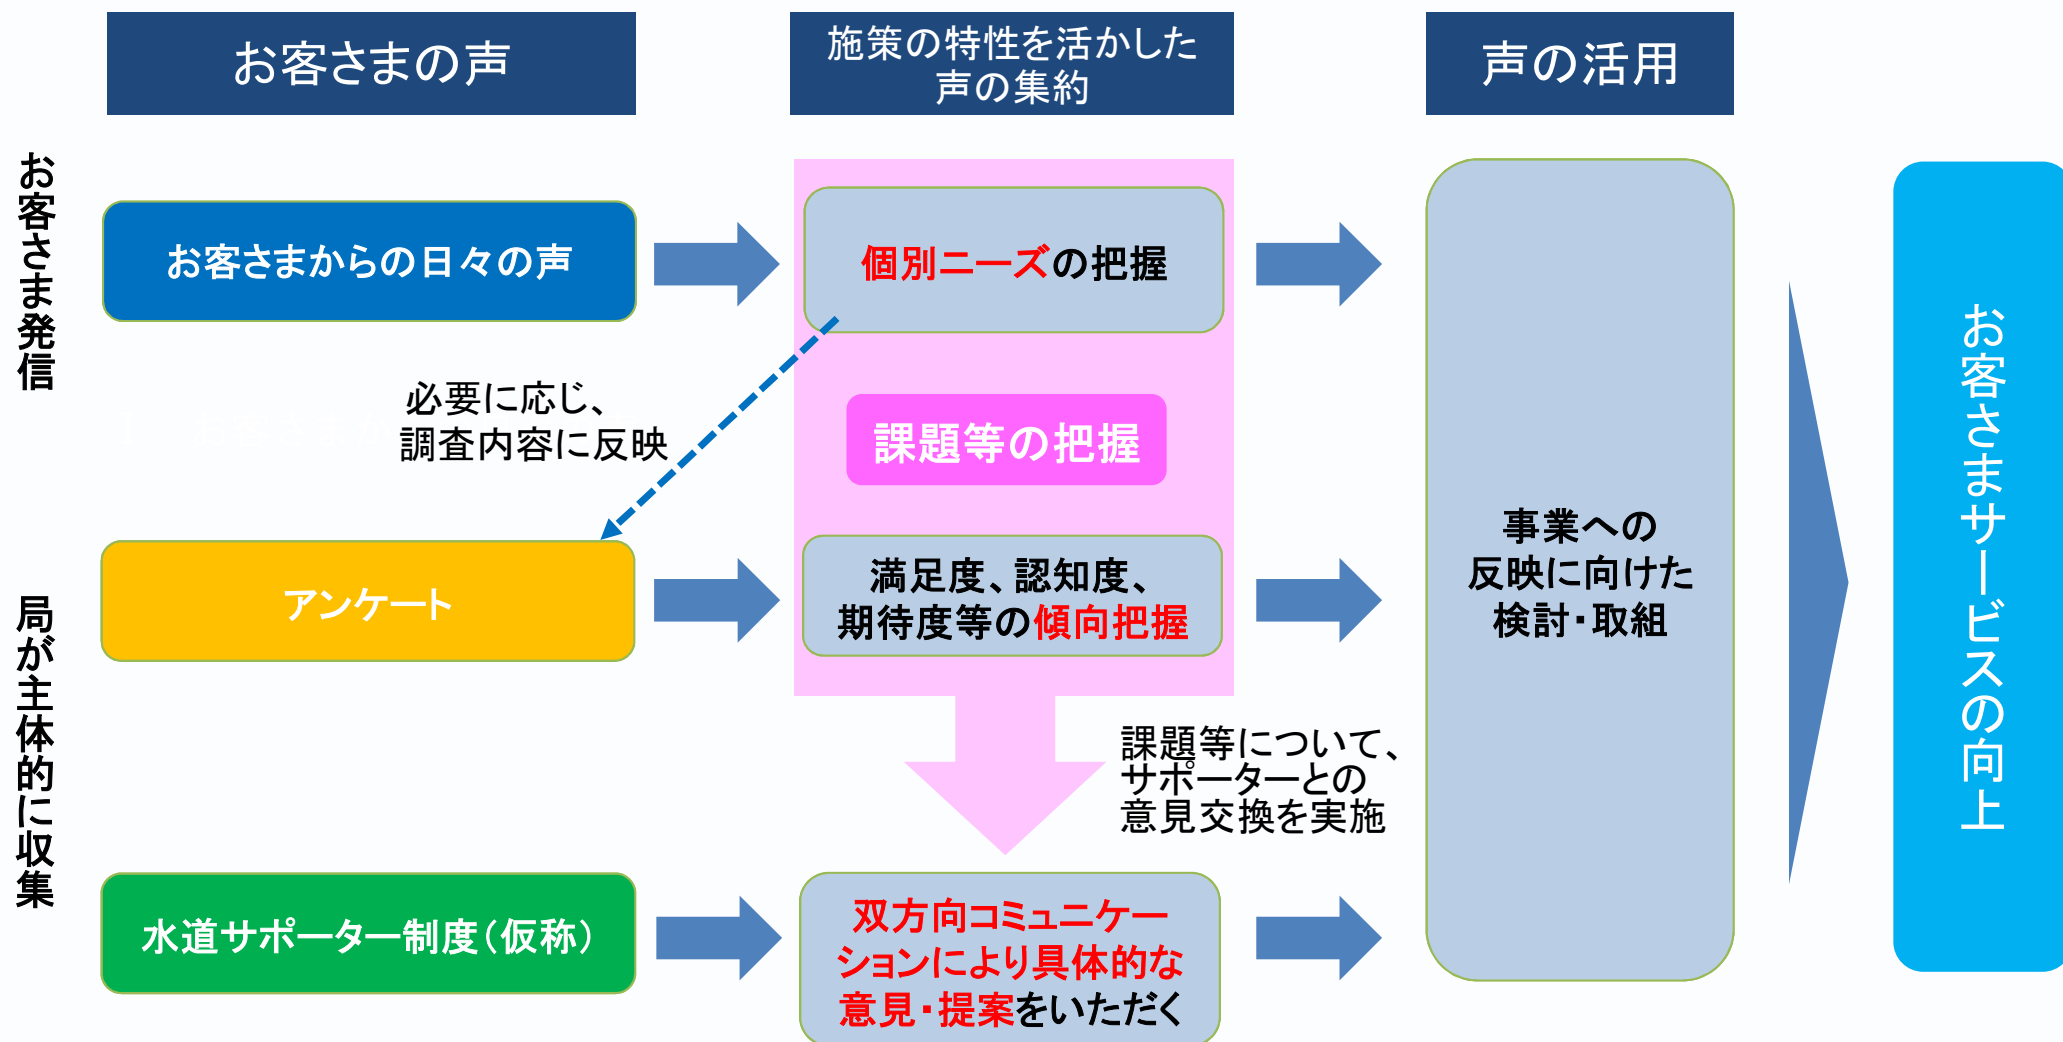 お客さまの声
施策の特性を活かした
声の集約
声の活用
お客さま発信
お客さまからの日々の声
個別ニーズの把握
必要に応じ、
調査内容に反映
課題等の把握
局が主体的に収集
アンケート
満足度、認知度、
期待度等の傾向把握
事業への
反映に向けた
検討・取組
お客さまサービスの向上
課題等について、
サポーターとの
意見交換を実施
水道サポーター制度（仮称）
双方向コミュニケー
ションにより具体的な
意見・提案をいただく